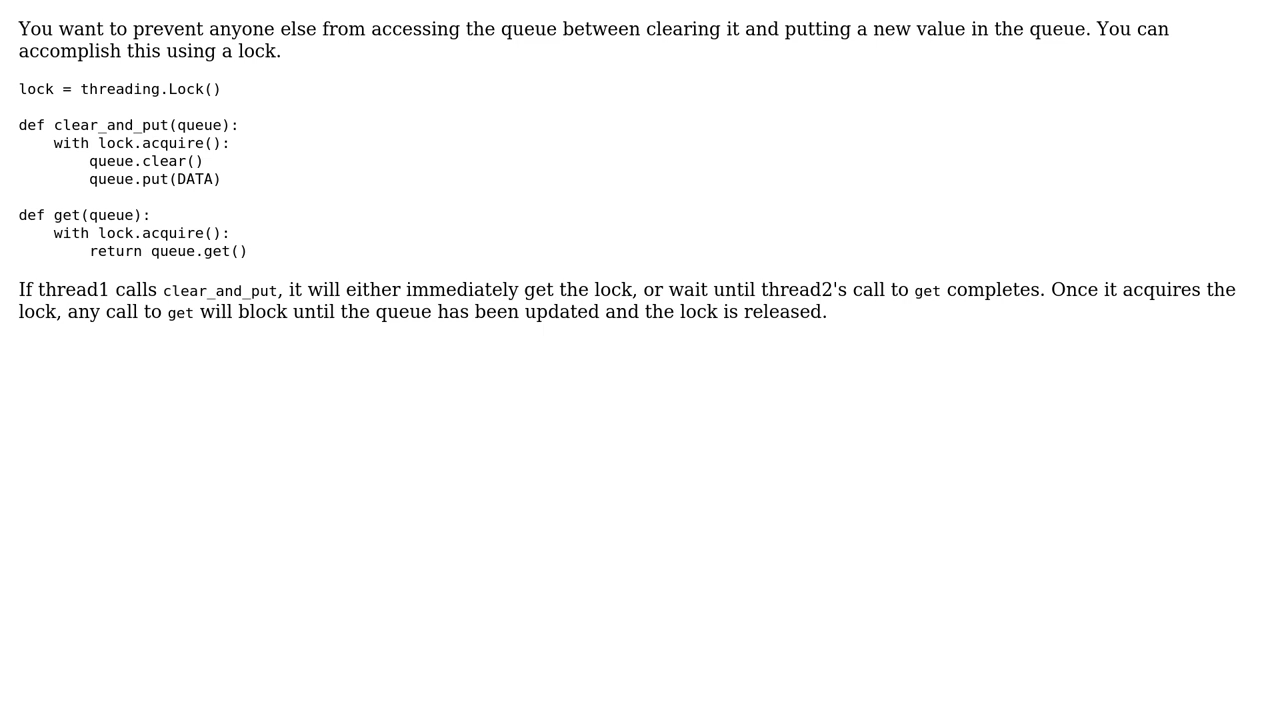 You want to prevent anyone else from accessing the queue between clearing it and putting a new value in the queue. You can
accomplish this using a lock.
lock = threading.Lock()
def clear_and_put(queue):
    with lock.acquire():
        queue.clear()
        queue.put(DATA)
def get(queue):
    with lock.acquire():
        return queue.get()
If thread1 calls clear_and_put, it will either immediately get the lock, or wait until thread2's call to get completes. Once it acquires the
lock, any call to get will block until the queue has been updated and the lock is released.